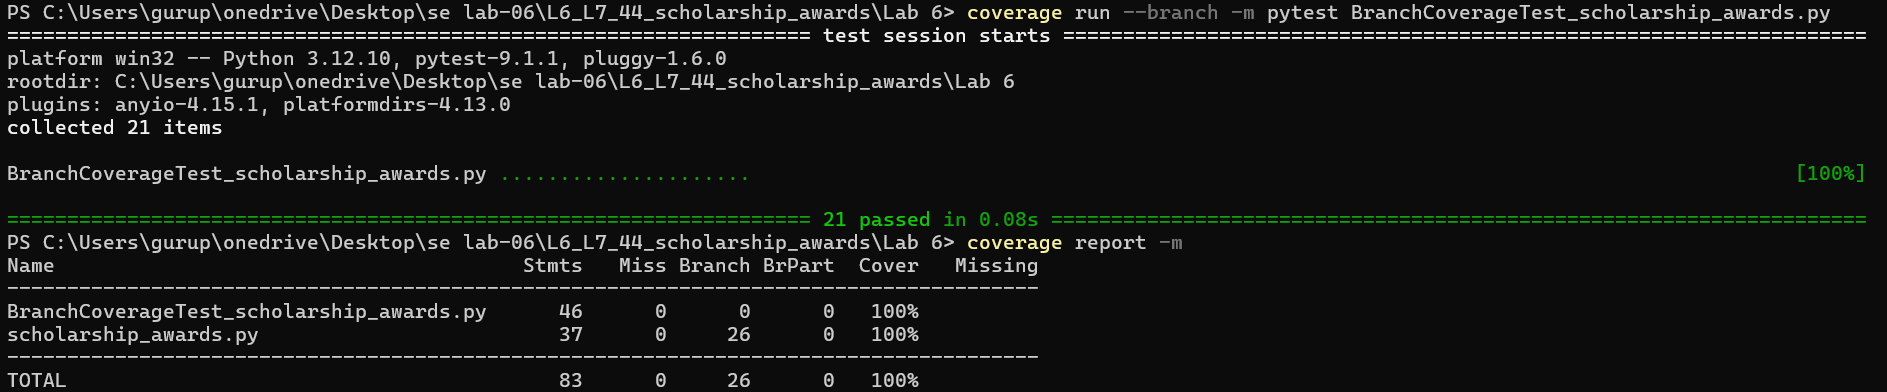 PS C:\Users\gurup\onedrive\Desktop\se lab-06\L6_L7_44_scholarship_awards\Lab 6> coverage run --branch -m pytest BranchCoverageTest_scholarship_awards.py
=================================================================== test session starts ===================================================================
platform win32 -- Python 3.12.10, pytest-9.1.1, pluggy-1.6.0
rootdir: C:\Users\gurup\onedrive\Desktop\se lab-06\L6_L7_44_scholarship_awards\Lab 6
plugins: anyio-4.15.1, platformdirs-4.13.0
collected 21 items

BranchCoverageTest_scholarship_awards.py ..................... [100%]

=================================================================== 21 passed in 0.08s ====================================================================
PS C:\Users\gurup\onedrive\Desktop\se lab-06\L6_L7_44_scholarship_awards\Lab 6> coverage report -m
Name                                       Stmts   Miss Branch BrPart  Cover   Missing
--------------------------------------------------------------------------------------
BranchCoverageTest_scholarship_awards.py      46      0      0      0   100%
scholarship_awards.py                         37      0     26      0   100%
--------------------------------------------------------------------------------------
TOTAL                                         83      0     26      0   100%